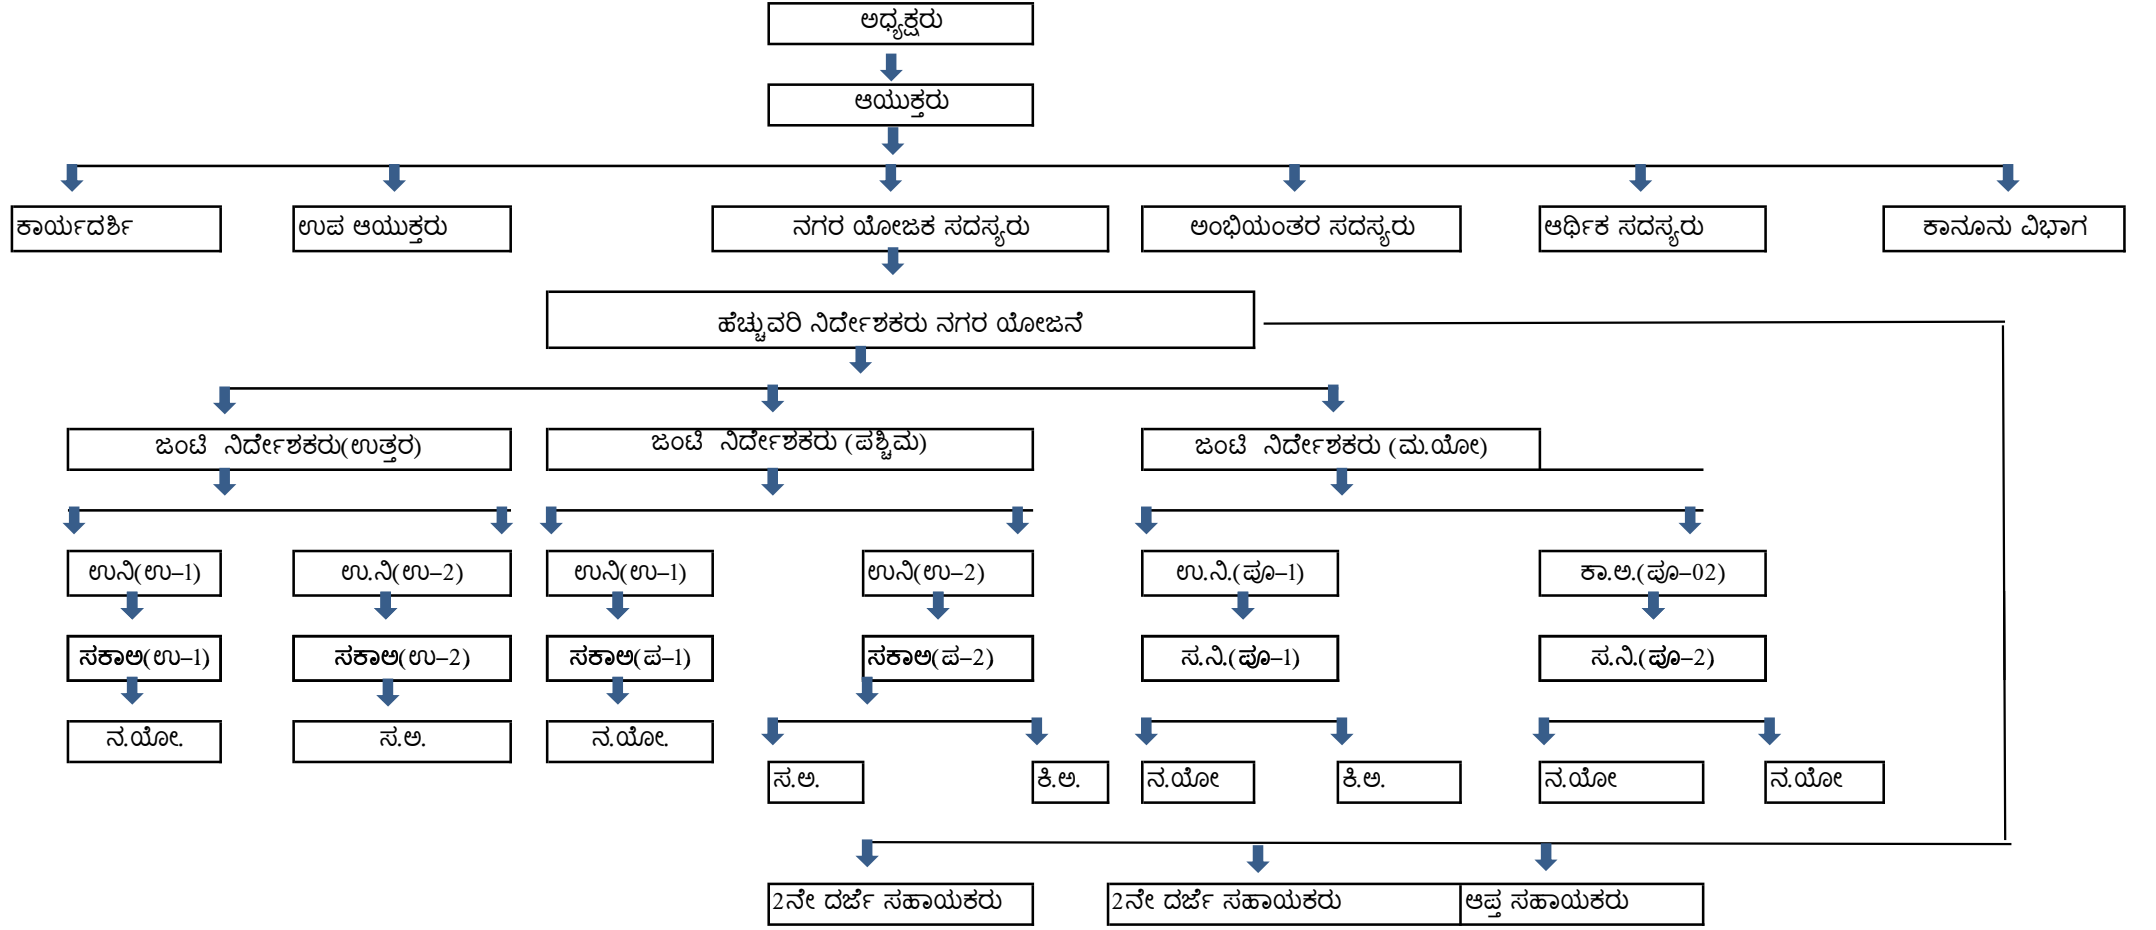 ಅಧ್ಯಕ್ಷರು
ಆಯುಕ್ತರು
ಕಾರ್ಯದರ್ಶಿ
ಉಪ ಆಯುಕ್ತರು
ನಗರ ಯೋಜಕ ಸದಸ್ಯರು
ಅಂಭಿಯಂತರ ಸದಸ್ಯರು
ಆರ್ಥಿಕ ಸದಸ್ಯರು
ಕಾನೂನು ವಿಭಾಗ
ಹೆಚ್ಚುವರಿ ನಿರ್ದೇಶಕರು ನಗರ ಯೋಜನೆ
ಜಂಟಿ ನಿರ್ದೇಶಕರು(ಉತ್ತರ)
ಜಂಟಿ ನಿರ್ದೇಶಕರು (ಪಶ್ಚಿಮ)
ಜಂಟಿ ನಿರ್ದೇಶಕರು (ಮ.ಯೋ)
ಉನಿ(ಉ–1)
ಉ.ನಿ(ಉ–2)
ಉನಿ(ಉ–1)
ಉನಿ(ಉ–2)
ಉ.ನಿ.(ಪೂ–1)
ಕಾ.ಅ.(ಪೂ–02)
ಸಕಾಅ(ಉ–1)
ಸಕಾಅ(ಉ–2)
ಸಕಾಅ(ಪ–1)
ಸಕಾಅ(ಪ–2)
ಸ.ನಿ.(ಪೂ–1)
ಸ.ನಿ.(ಪೂ–2)
ನ.ಯೋ.
ಸ.ಅ.
ನ.ಯೋ.
ಸ.ಅ.
ಕಿ.ಅ.
ನ.ಯೋ
ಕಿ.ಅ.
ನ.ಯೋ
ನ.ಯೋ
2ನೇ ದರ್ಜೆ ಸಹಾಯಕರು
2ನೇ ದರ್ಜೆ ಸಹಾಯಕರು
ಆಪ್ತ ಸಹಾಯಕರು